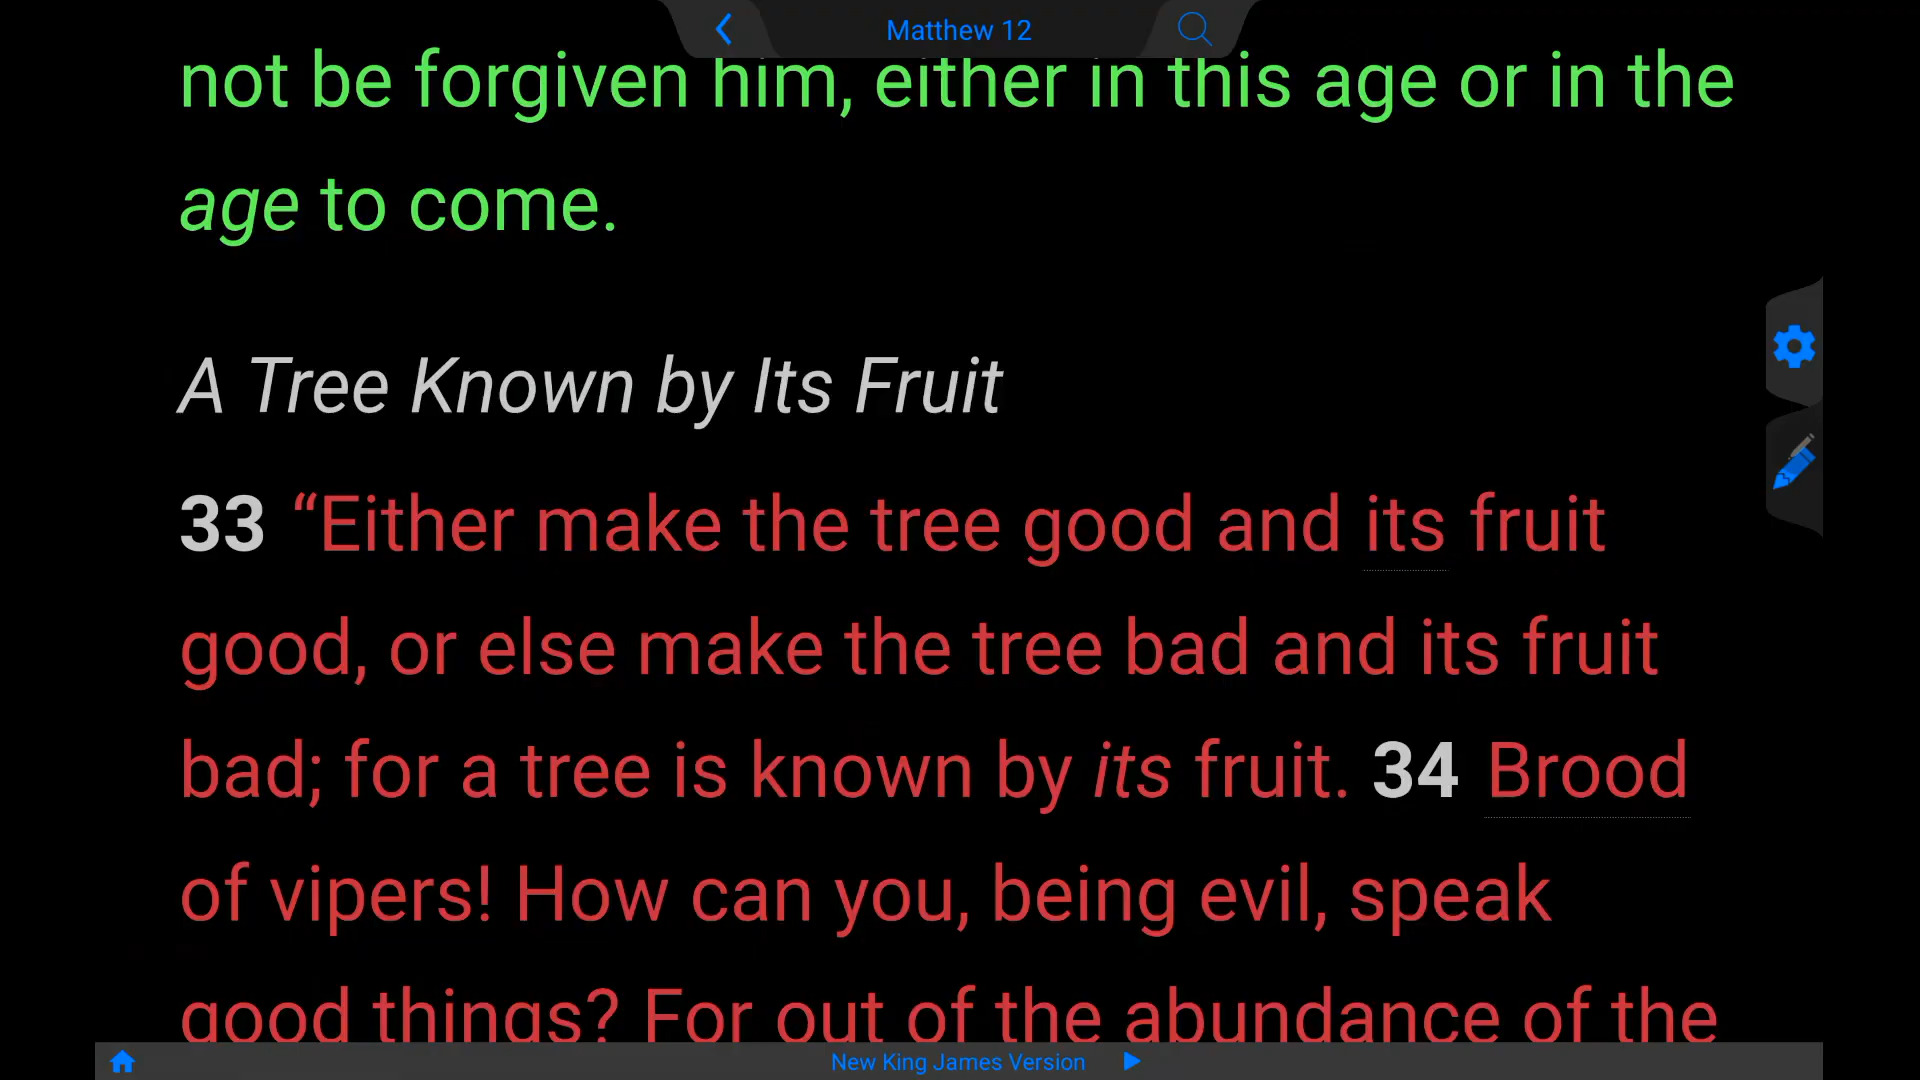 Matthew 12
not be forgiven him, either in this age or in the
age to come.
A Tree Known by Its Fruit
33 “Either make the tree good and its fruit
good, or else make the tree bad and its fruit
bad; for a tree is known by its fruit. 34 Brood
of vipers! How can you, being evil, speak
good things? For out of the abundance of the
New King James Version